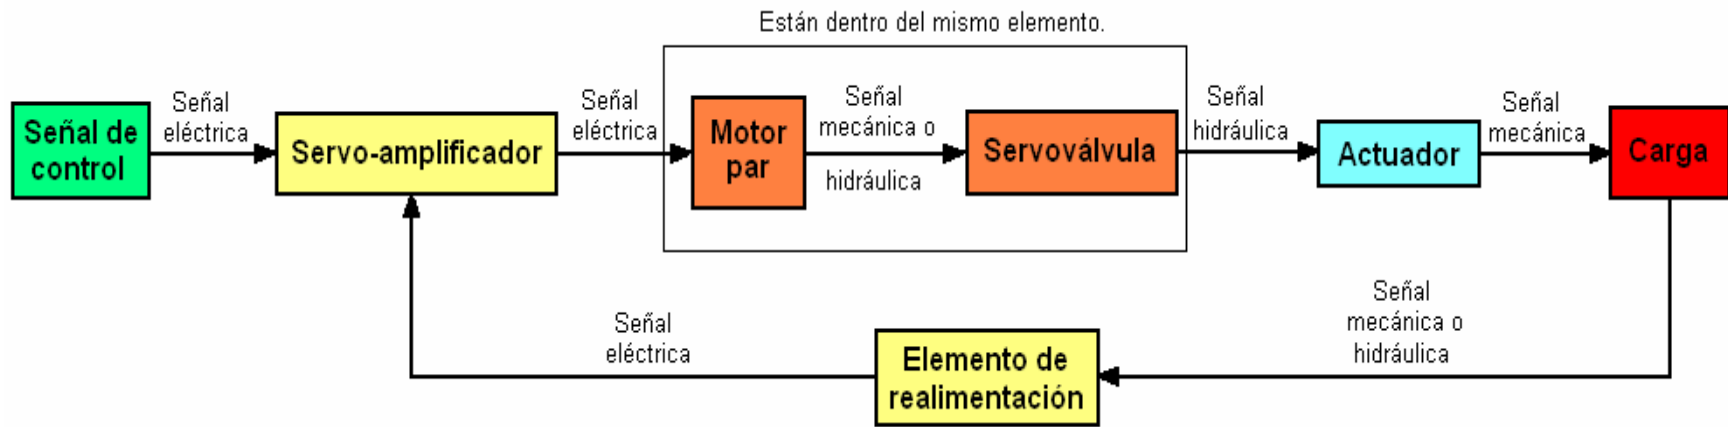 Están dentro del mismo elemento.
Señal de
control
Señal
eléctrica
Servo-amplificador
Señal
eléctrica
Motor
par
Señal
mecánica o
hidráulica
Servoválvula
Señal
hidráulica
Actuador
Señal
mecánica
Carga
Señal
mecánica o
hidráulica
Elemento de
realimentación
Señal
eléctrica